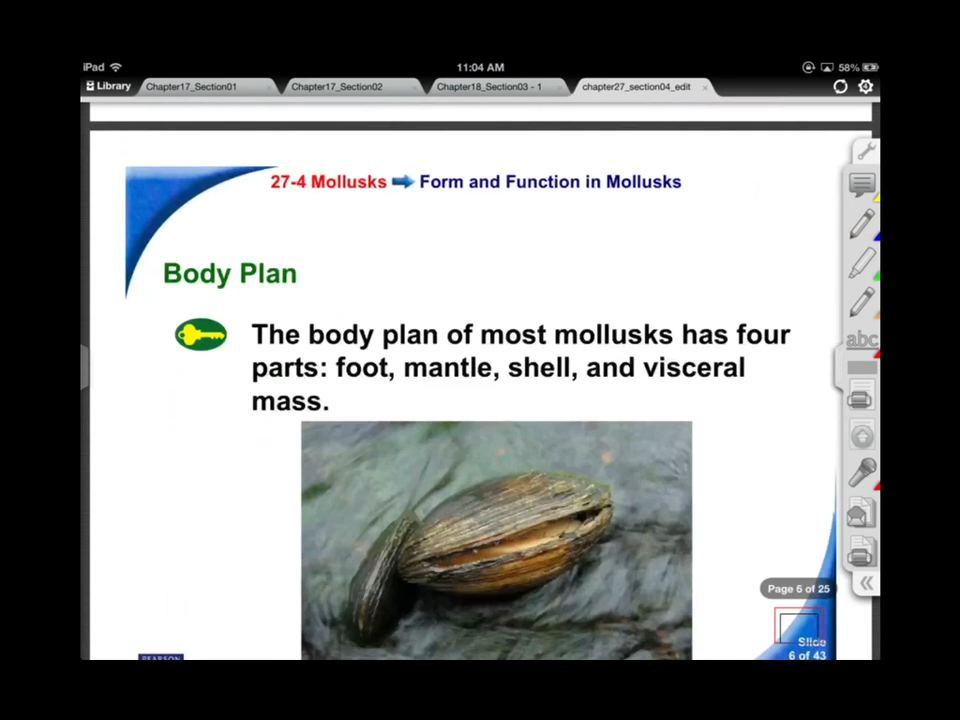 iPad 11:04 AM 58%
Library Chapter17_Section01 Chapter17_Section02 Chapter18_Section03 - 1 chapter27_section04_edit
27-4 Mollusks Form and Function in Mollusks
Body Plan
The body plan of most mollusks has four
parts: foot, mantle, shell, and visceral
mass.
abc
Page 6 of 25
Slide
6 of 43
PEARSON